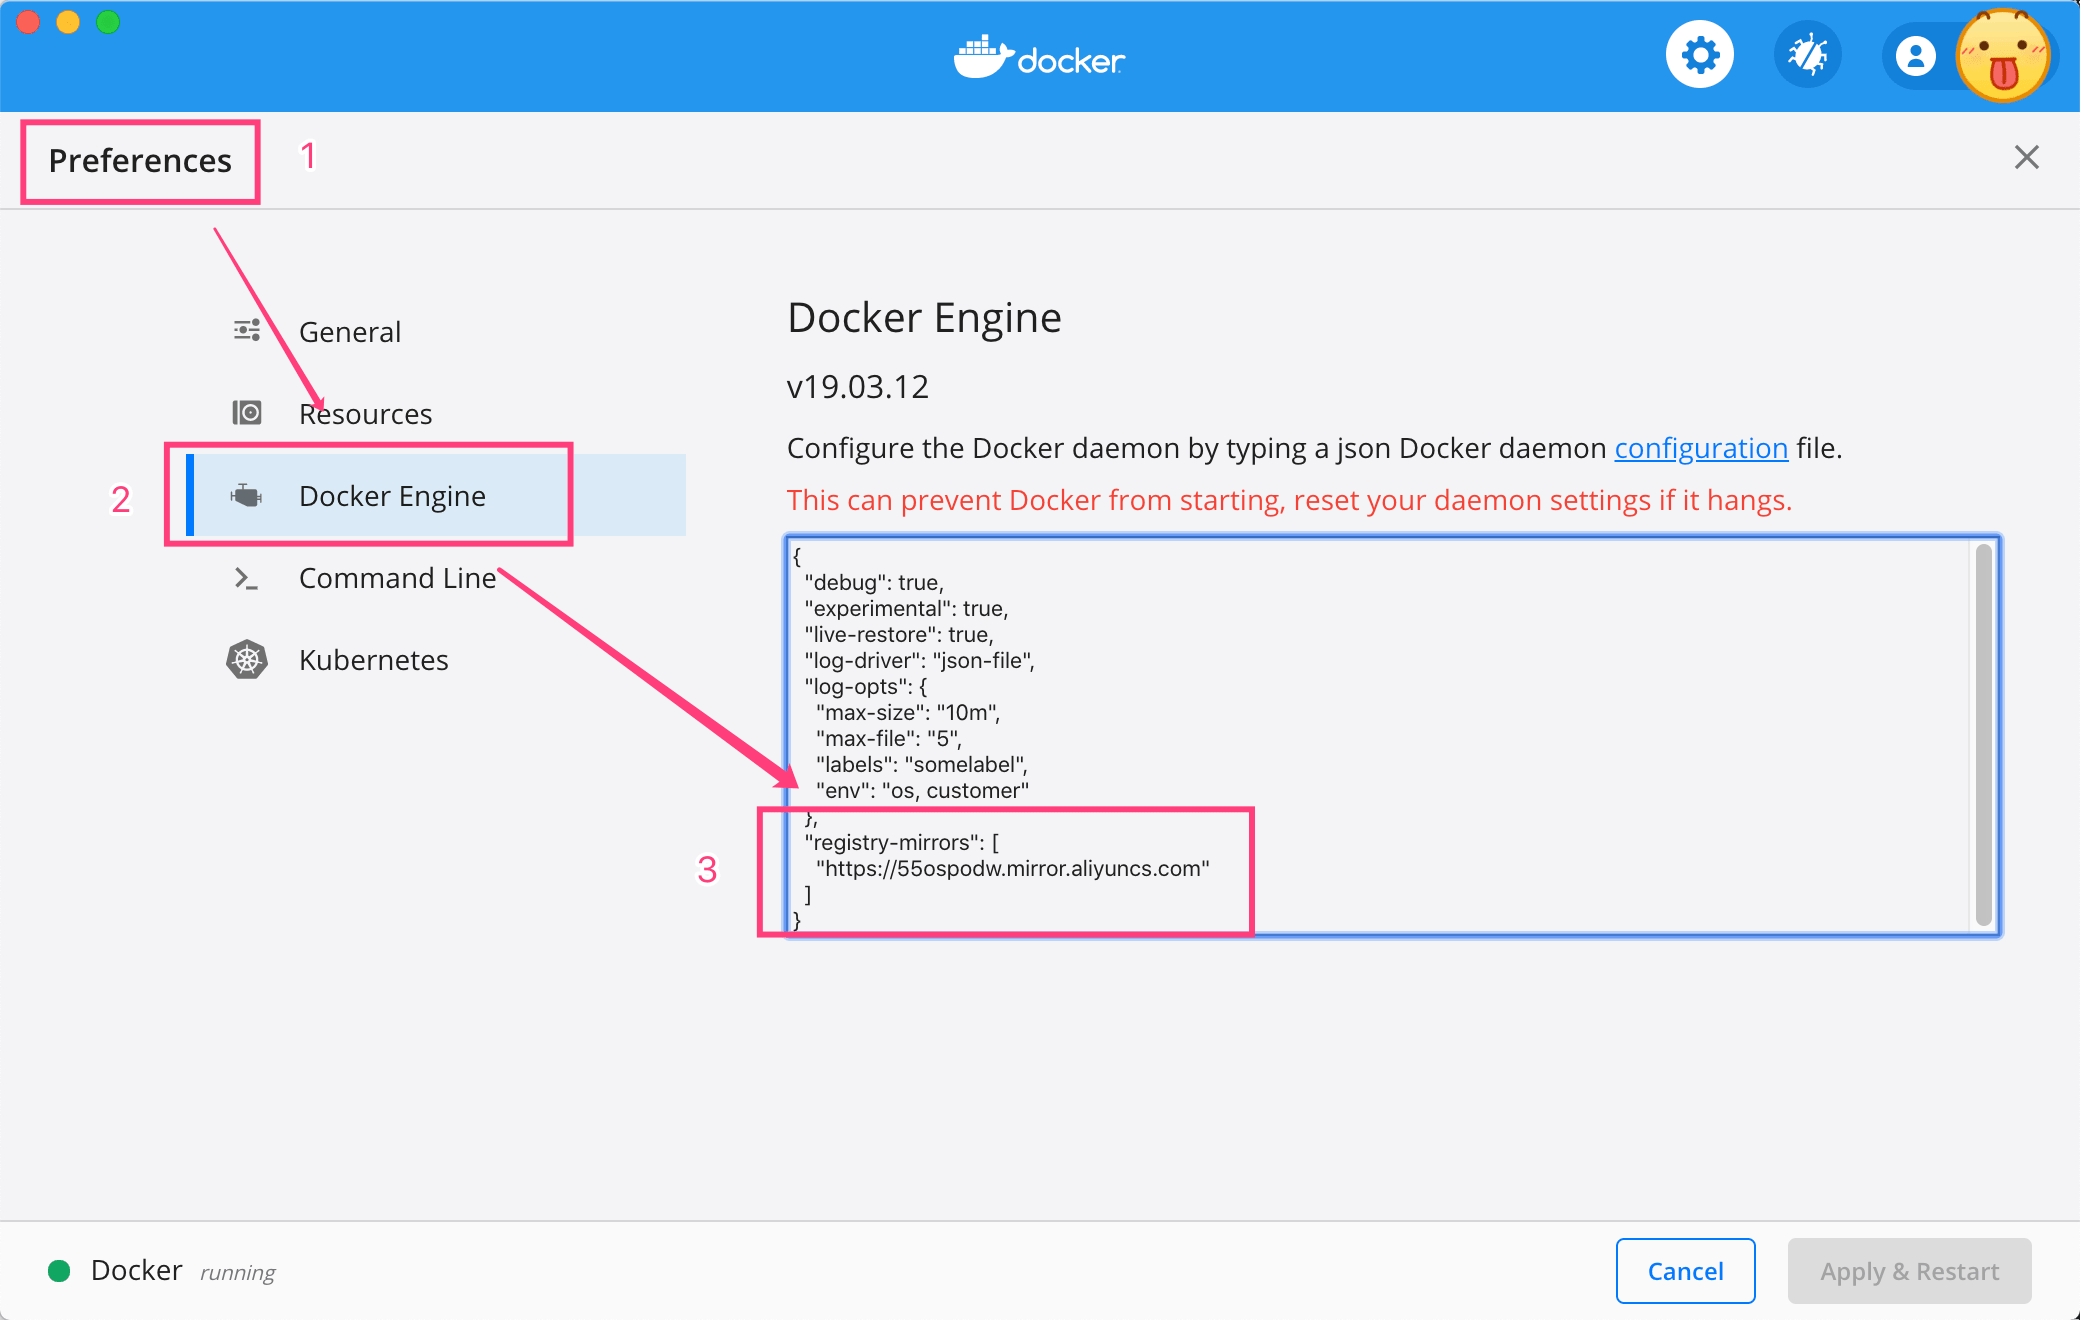 docker
Preferences
1
General
Resources
2
Docker Engine
Command Line
Kubernetes
Docker Engine
v19.03.12
Configure the Docker daemon by typing a json Docker daemon configuration file.
This can prevent Docker from starting, reset your daemon settings if it hangs.
{
"debug": true,
"experimental": true,
"live-restore": true,
"log-driver": "json-file",
"log-opts": {
"max-size": "10m",
"max-file": "5",
"labels": "somelabel",
"env": "os, customer"
},
"registry-mirrors": [
"https://55ospodw.mirror.aliyuncs.com"
]
}
3
Docker running
Cancel
Apply & Restart